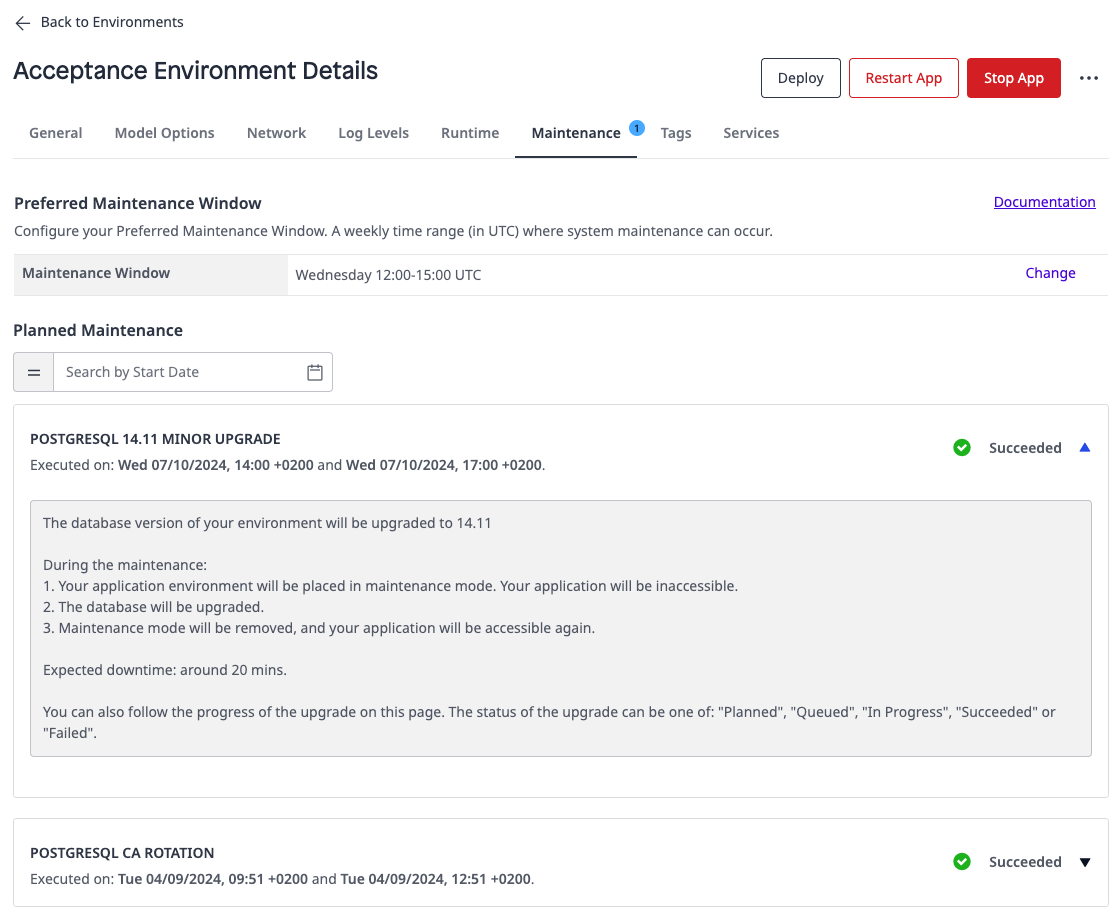 Back to Environments
Acceptance Environment Details
Deploy
Restart App
Stop App
General
Model Options
Network
Log Levels
Runtime
Maintenance
1
Tags
Services
Preferred Maintenance Window
Documentation
Configure your Preferred Maintenance Window. A weekly time range (in UTC) where system maintenance can occur.
Maintenance Window
Wednesday 12:00-15:00 UTC
Change
Planned Maintenance
Search by Start Date
POSTGRESQL 14.11 MINOR UPGRADE
Executed on: Wed 07/10/2024, 14:00 +0200 and Wed 07/10/2024, 17:00 +0200.
Succeeded
The database version of your environment will be upgraded to 14.11
During the maintenance:
1. Your application environment will be placed in maintenance mode. Your application will be inaccessible.
2. The database will be upgraded.
3. Maintenance mode will be removed, and your application will be accessible again.
Expected downtime: around 20 mins.
You can also follow the progress of the upgrade on this page. The status of the upgrade can be one of: "Planned", "Queued", "In Progress", "Succeeded" or
"Failed".
POSTGRESQL CA ROTATION
Executed on: Tue 04/09/2024, 09:51 +0200 and Tue 04/09/2024, 12:51 +0200.
Succeeded